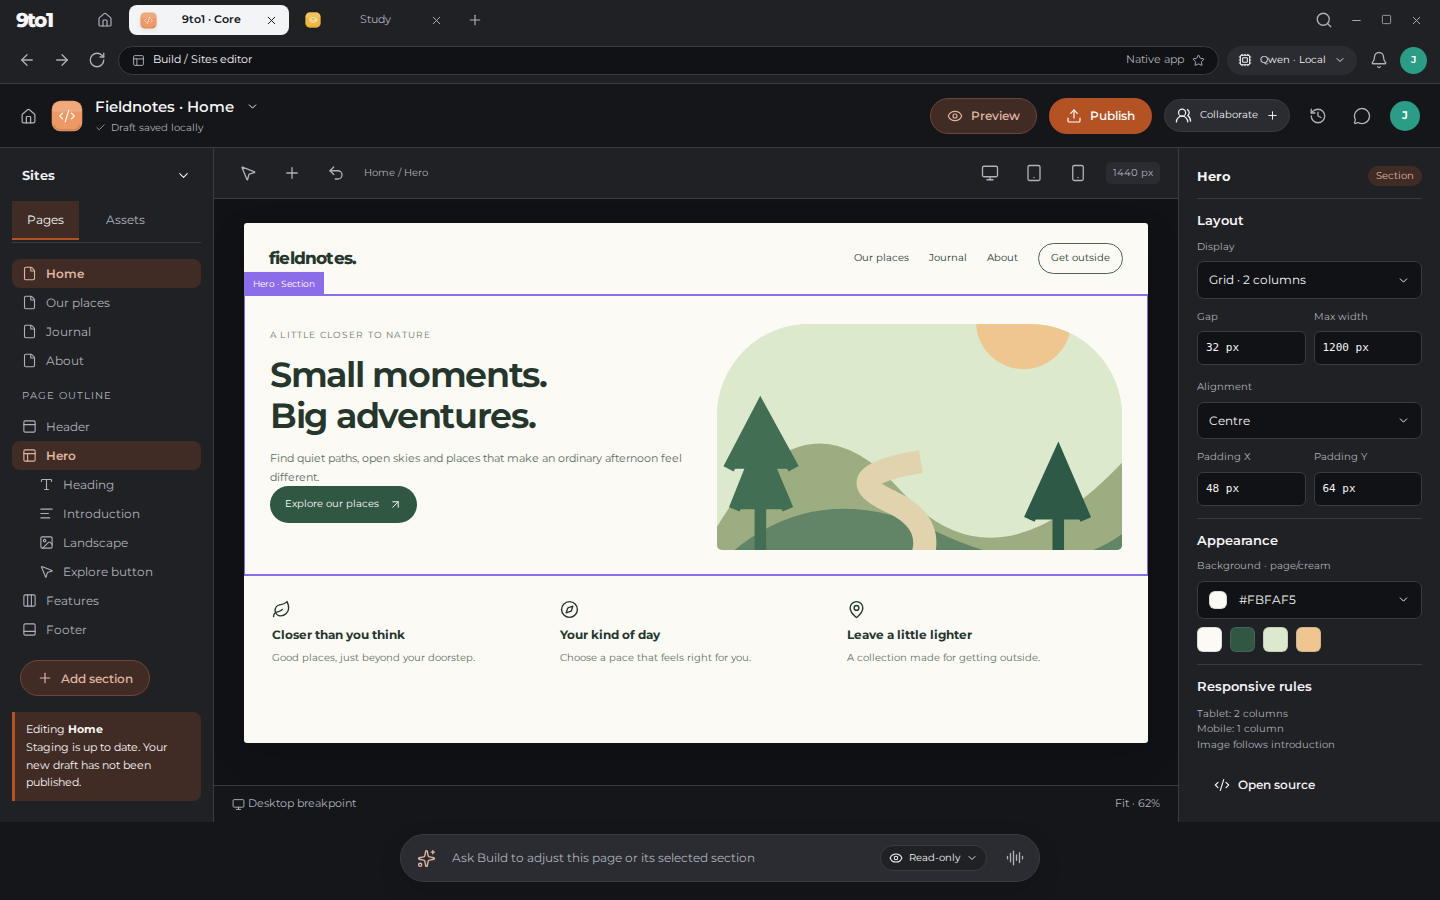 9to1
9to1 · Core
Study
Build / Sites editor
Native app
Qwen · Local
J
Fieldnotes · Home
Draft saved locally
Preview
Publish
Collaborate
J
Sites
Pages
Assets
Home
Our places
Journal
About
PAGE OUTLINE
Header
Hero
Heading
Introduction
Landscape
Explore button
Features
Footer
Add section
Editing Home
Staging is up to date. Your
new draft has not been
published.
Home / Hero
1440 px
fieldnotes.
Our places
Journal
About
Get outside
Hero · Section
A LITTLE CLOSER TO NATURE
Small moments.
Big adventures.
Find quiet paths, open skies and places that make an ordinary afternoon feel
different.
Explore our places
Closer than you think
Good places, just beyond your doorstep.
Your kind of day
Choose a pace that feels right for you.
Leave a little lighter
A collection made for getting outside.
Desktop breakpoint
Fit · 62%
Hero
Section
Layout
Display
Grid · 2 columns
Gap
Max width
32 px
1200 px
Alignment
Centre
Padding X
Padding Y
48 px
64 px
Appearance
Background · page/cream
#FBFAF5
Responsive rules
Tablet: 2 columns
Mobile: 1 column
Image follows introduction
Open source
Ask Build to adjust this page or its selected section
Read-only